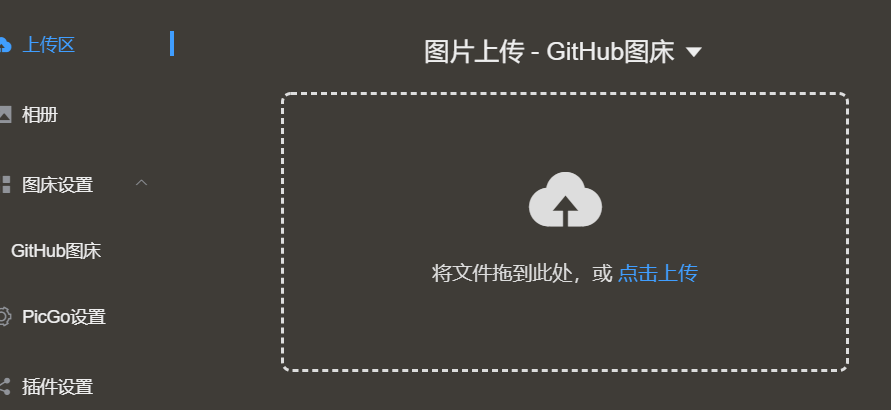 上传区
相册
图床设置
GitHub图床
PicGo设置
插件设置
图片上传 - GitHub图床
将文件拖到此处，或 点击上传